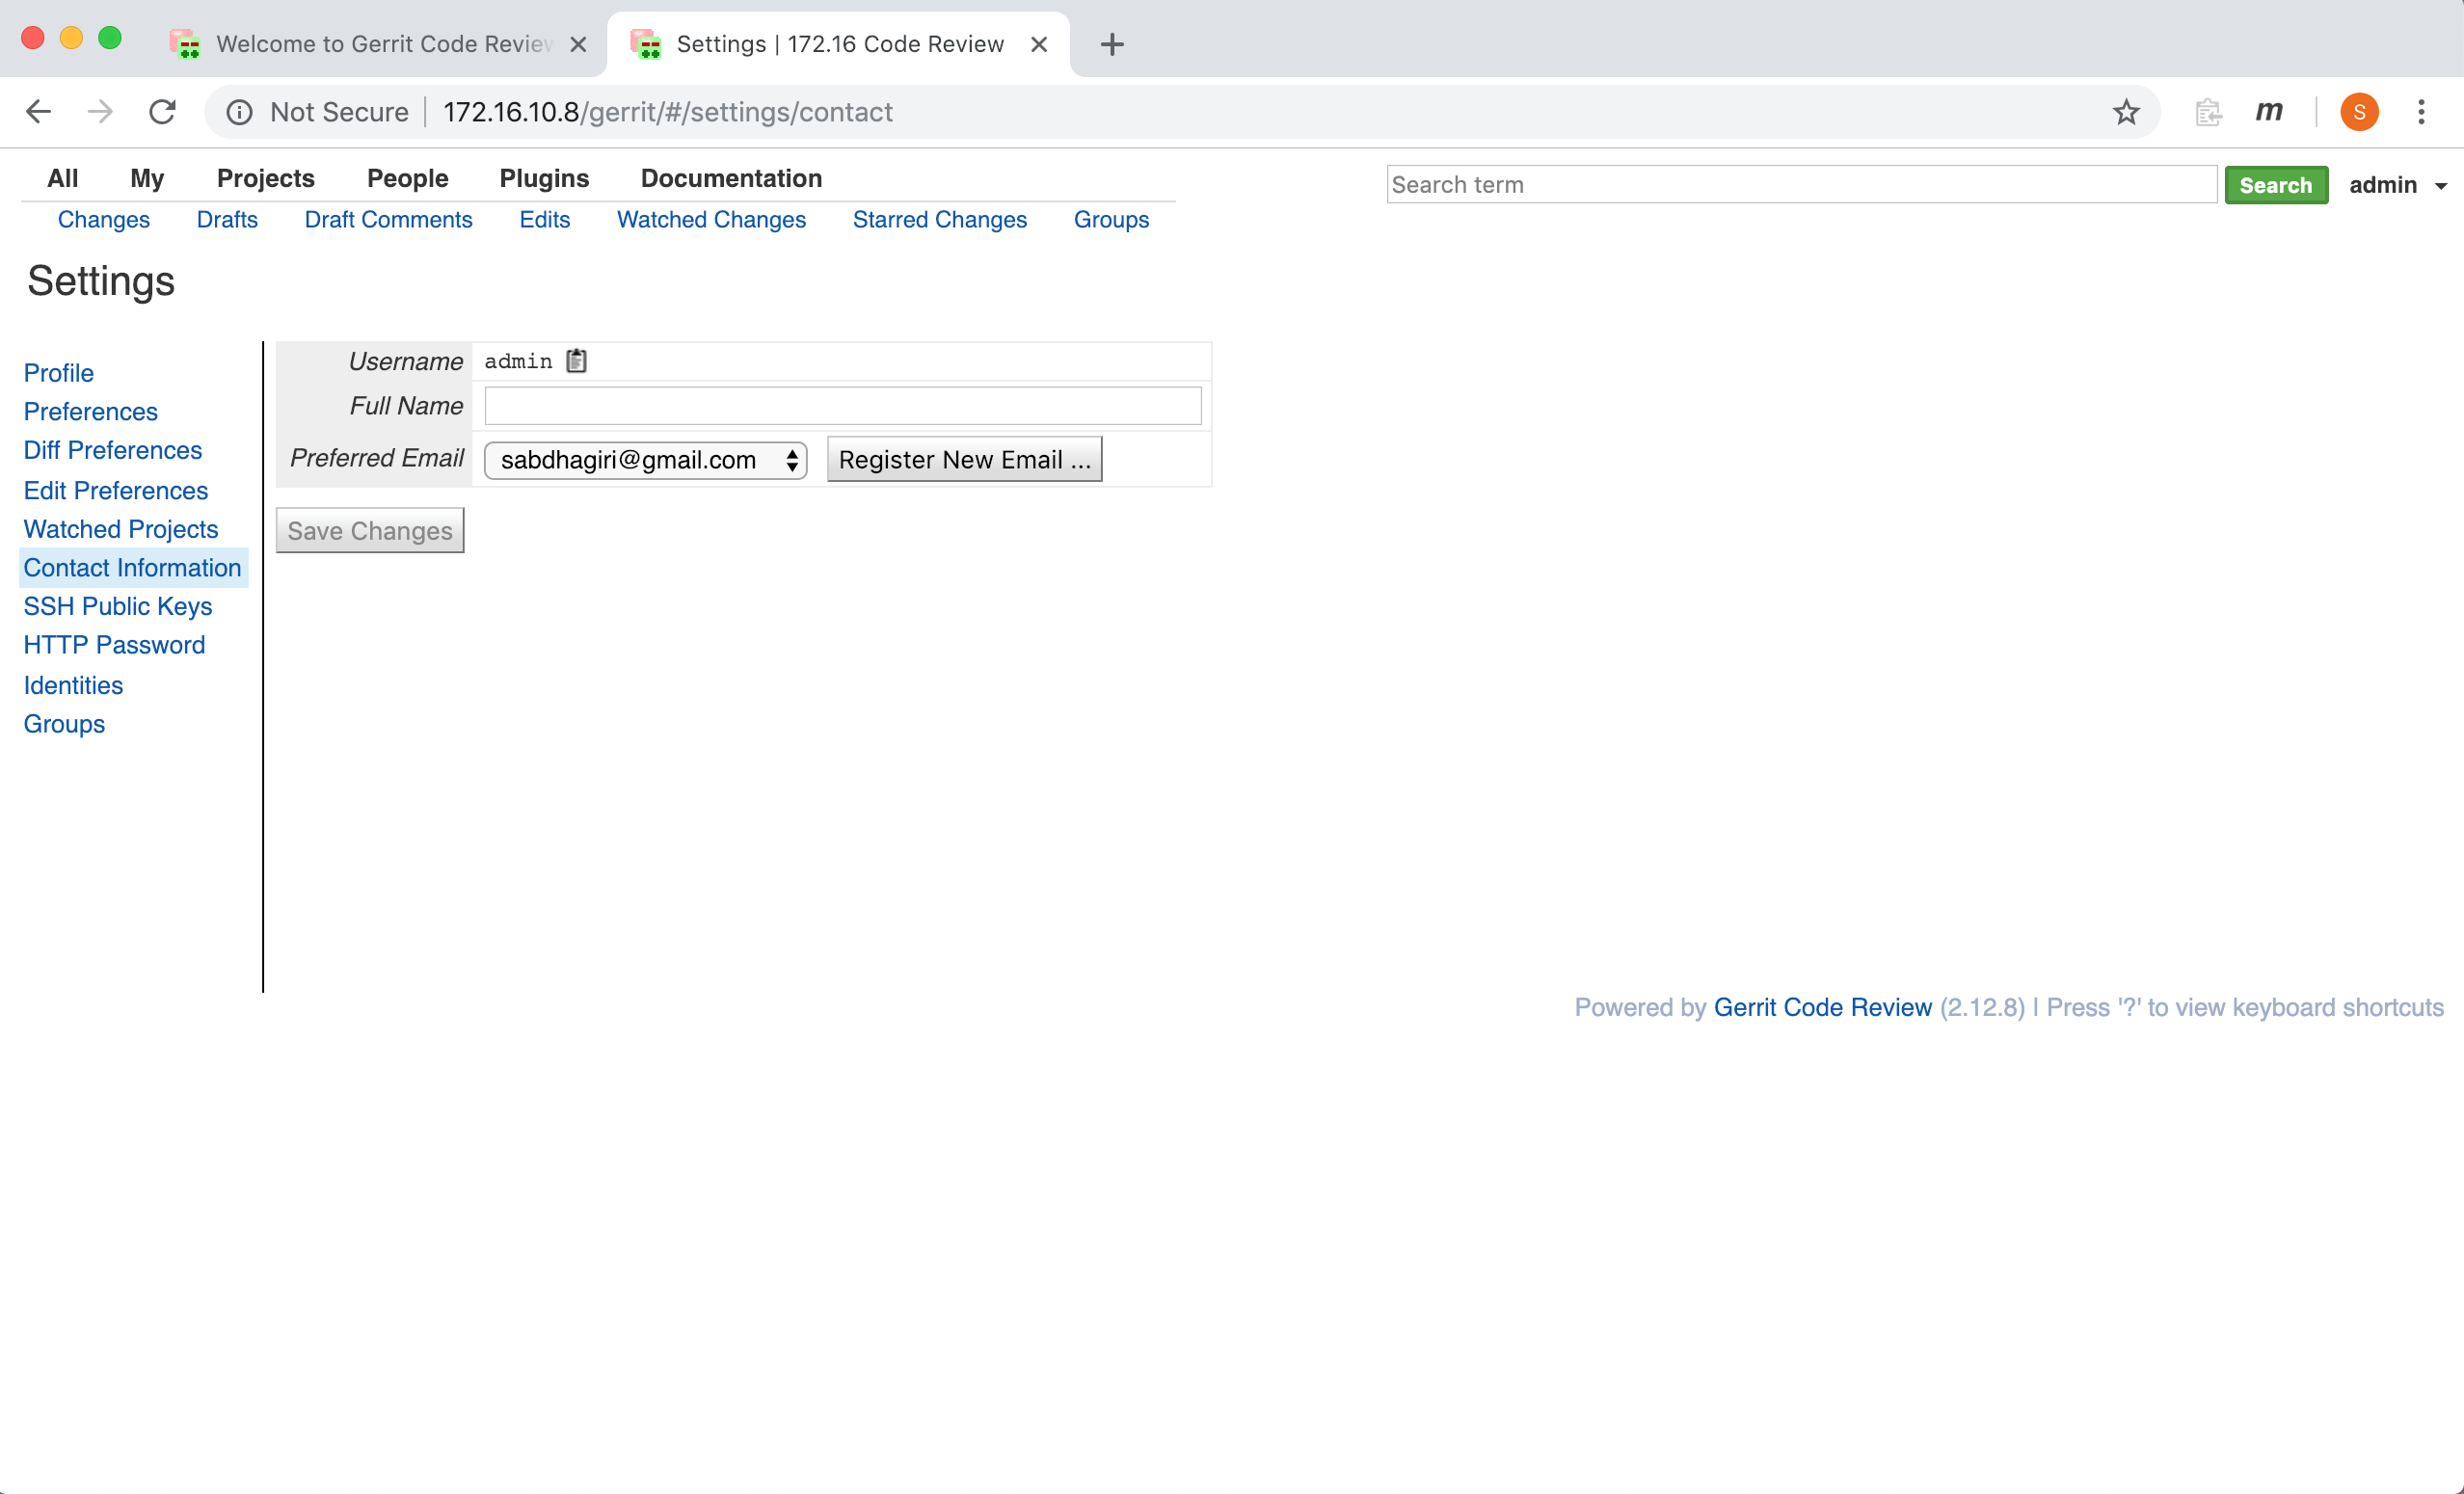 Welcome to Gerrit Code Review
Settings | 172.16 Code Review
Not Secure
172.16.10.8/gerrit/#/settings/contact
m
S
All My Projects People Plugins Documentation
Search term
Search
admin
Changes Drafts Draft Comments Edits Watched Changes Starred Changes Groups
Settings
Profile
Preferences
Diff Preferences
Edit Preferences
Watched Projects
Contact Information
SSH Public Keys
HTTP Password
Identities
Groups
Username admin
Full Name
Preferred Email sabdhagiri@gmail.com Register New Email ...
Save Changes
Powered by Gerrit Code Review (2.12.8) | Press '?' to view keyboard shortcuts